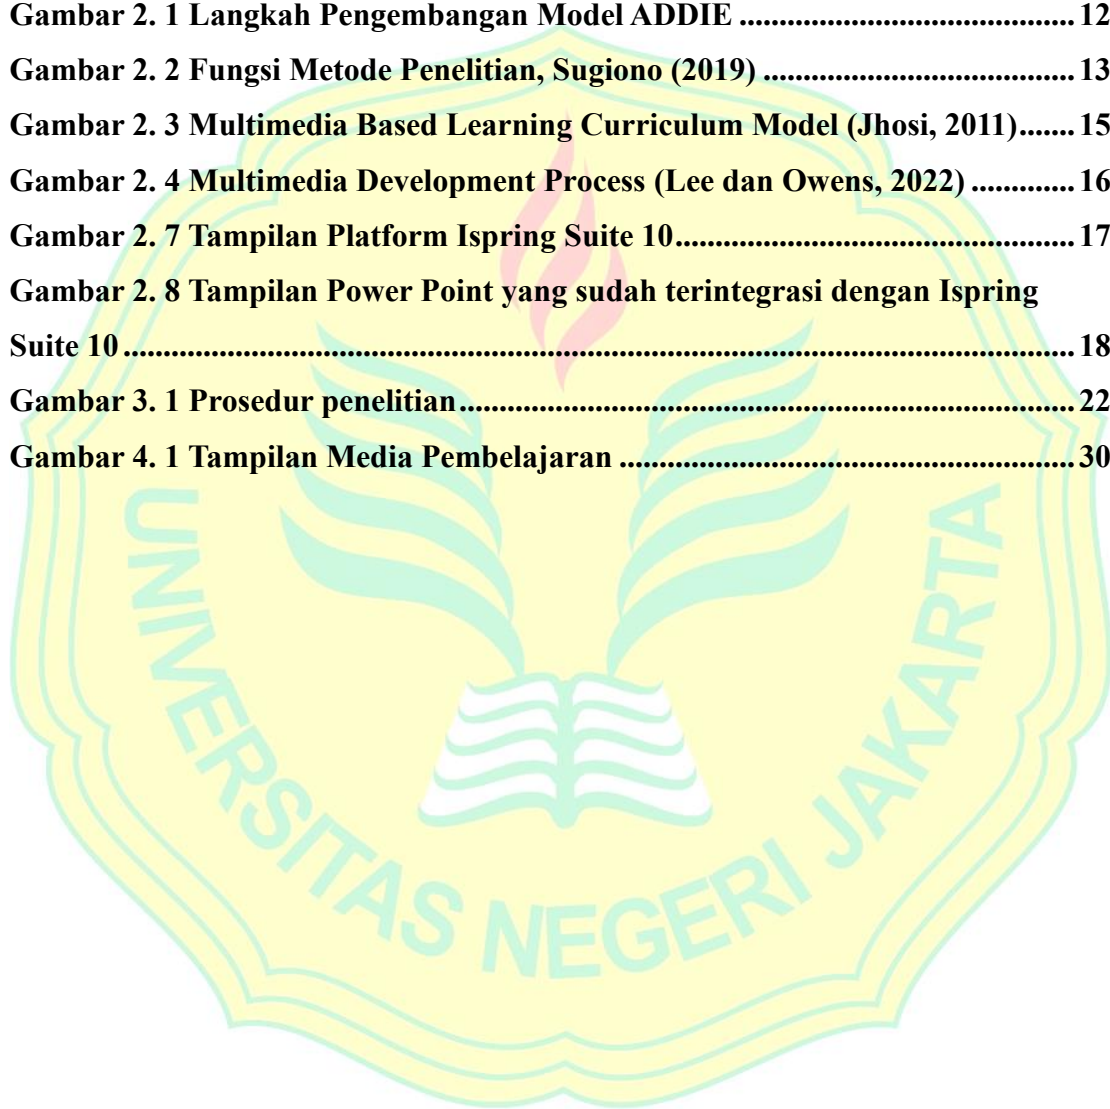 Gambar 2. 1 Langkah Pengembangan Model ADDIE .......................................... 12
Gambar 2. 2 Fungsi Metode Penelitian, Sugiono (2019) ....................................... 13
Gambar 2. 3 Multimedia Based Learning Curriculum Model (Jhosi, 2011)....... 15
Gambar 2. 4 Multimedia Development Process (Lee dan Owens, 2022) ............. 16
Gambar 2. 7 Tampilan Platform Ispring Suite 10.................................................. 17
Gambar 2. 8 Tampilan Power Point yang sudah terintegrasi dengan Ispring
Suite 10 ....................................................................................................................... 18
Gambar 3. 1 Prosedur penelitian............................................................................. 22
Gambar 4. 1 Tampilan Media Pembelajaran ......................................................... 30
UNIVERSITAS NEGERI JAKARTA